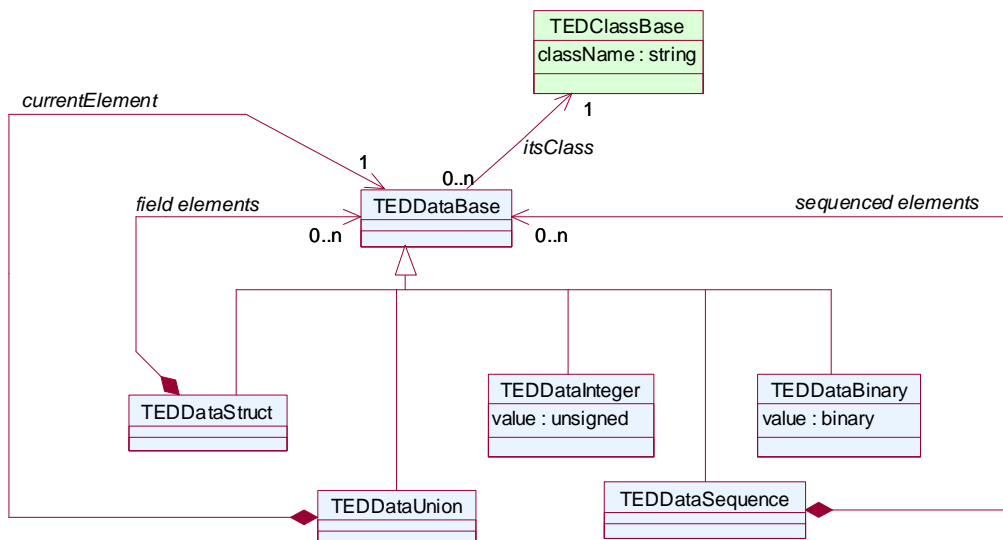 TEDClassBase
className : string
currentElement
1
itsClass
1
0..n
TEDDataBase
field elements
0..n
sequenced elements
0..n
TEDDataStruct
TEDDataInteger
value : unsigned
TEDDataBinary
value : binary
TEDDataUnion
TEDDataSequence